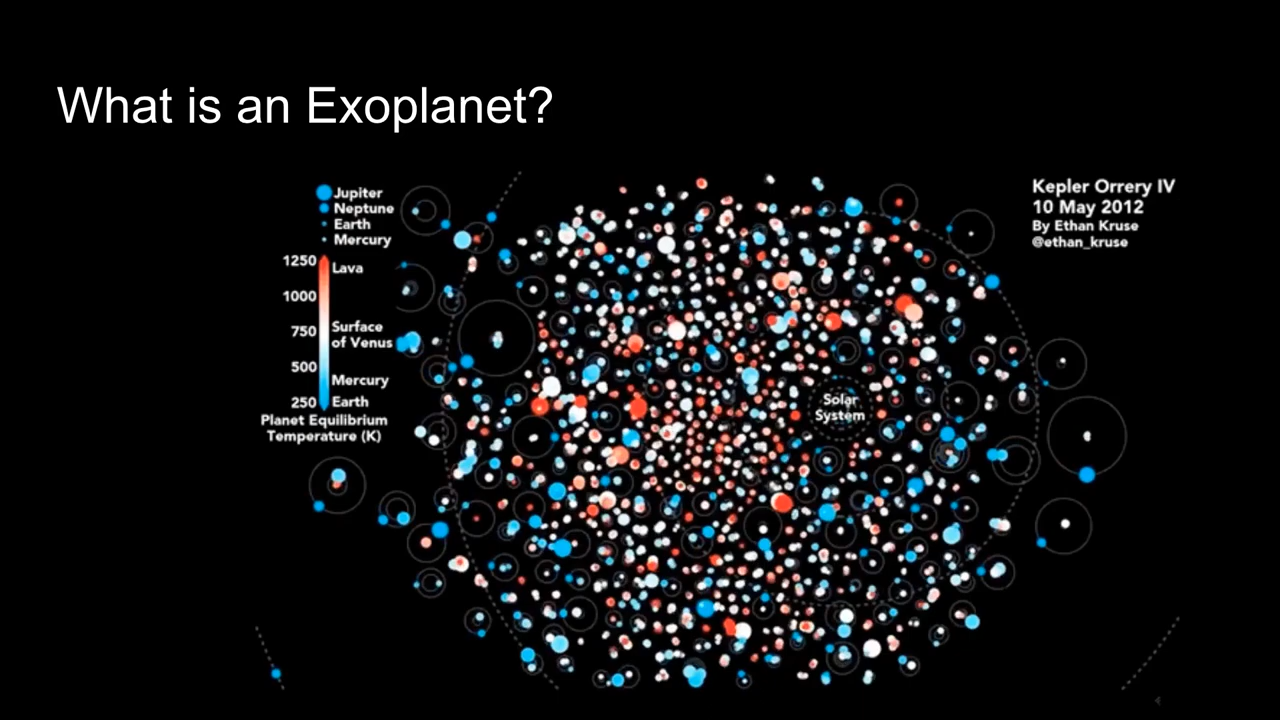 What is an Exoplanet?
Jupiter
Neptune
Earth
Mercury
Kepler Orrery IV
10 May 2012
By Ethan Kruse
@ethan_kruse
1250
Lava
1000
750
Surface
of Venus
500
Mercury
250
Earth
Planet Equilibrium
Temperature (K)
Solar
System